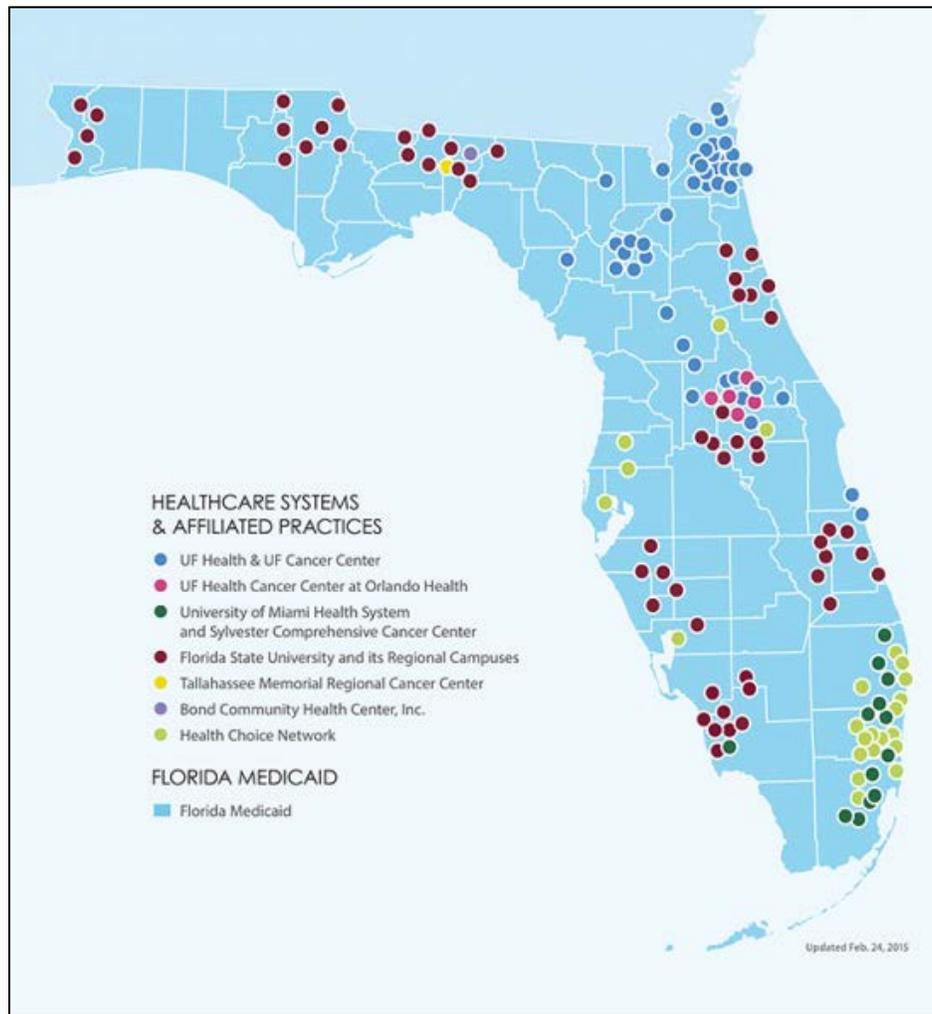 HEALTHCARE SYSTEMS
& AFFILIATED PRACTICES
UF Health & UF Cancer Center
UF Health Cancer Center at Orlando Health
University of Miami Health System
and Sylvester Comprehensive Cancer Center
Florida State University and its Regional Campuses
Tallahassee Memorial Regional Cancer Center
Bond Community Health Center, Inc.
Health Choice Network
FLORIDA MEDICAID
Florida Medicaid
Updated Feb. 24, 2015